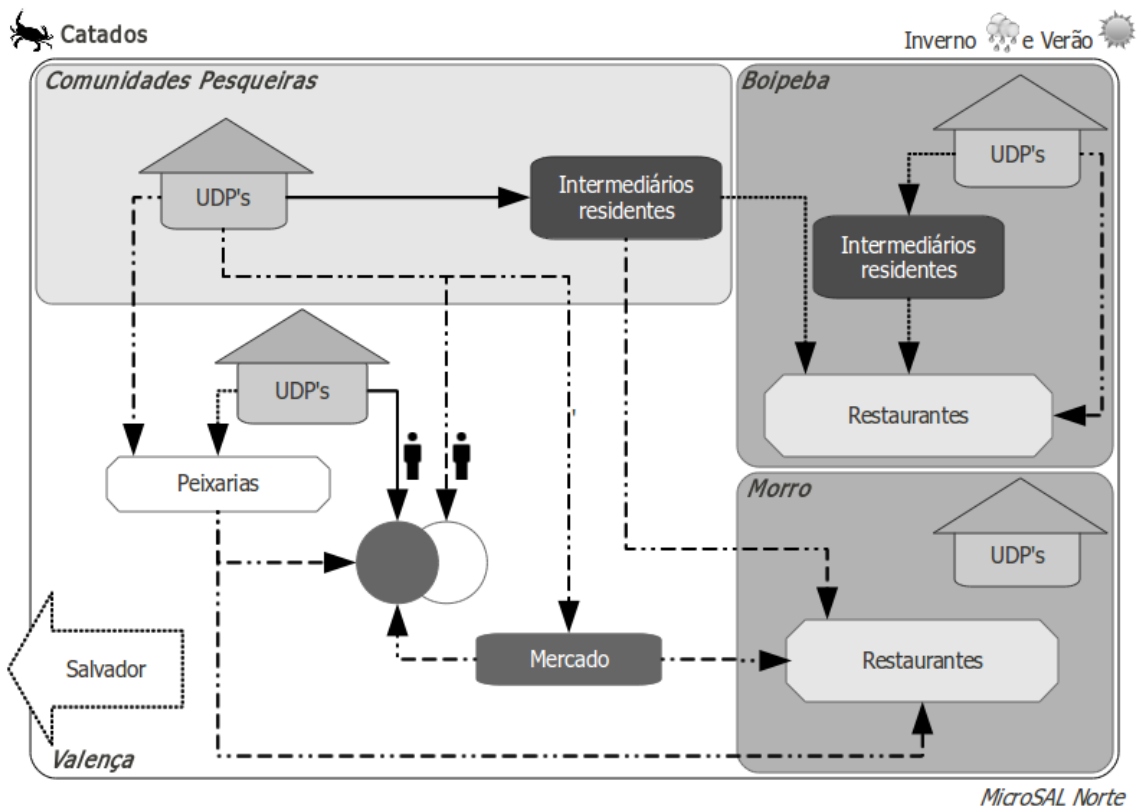 Catados
Inverno e Verão
Comunidades Pesqueiras
Boipeba
UDP's
UDP's
Intermediários
residentes
Intermediários
residentes
UDP's
Restaurantes
Peixarias
Morro
UDP's
Salvador
Mercado
Restaurantes
Valença
MicroSAL Norte